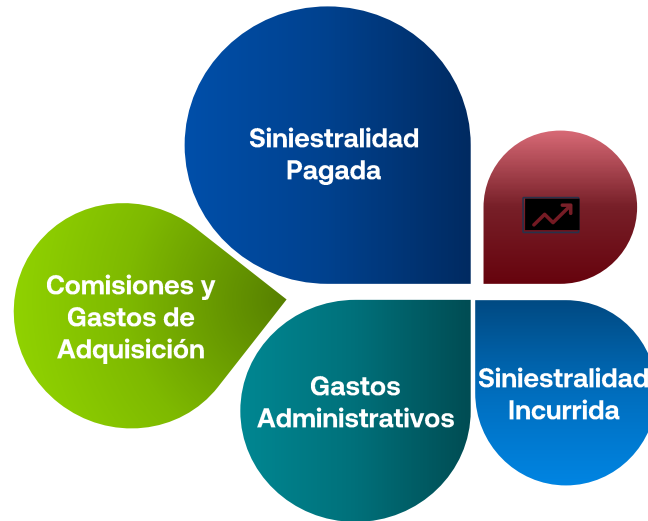 Siniestralidad
Pagada
Comisiones y
Gastos de
Adquisición
Gastos
Administrativos
Siniestralidad
Incurrida